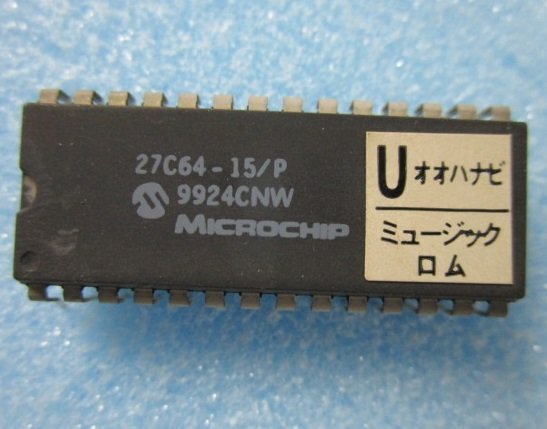 27C64-15/P
9924CNW
MICROCHIP
U オオハナビ
ミュージック
ロム